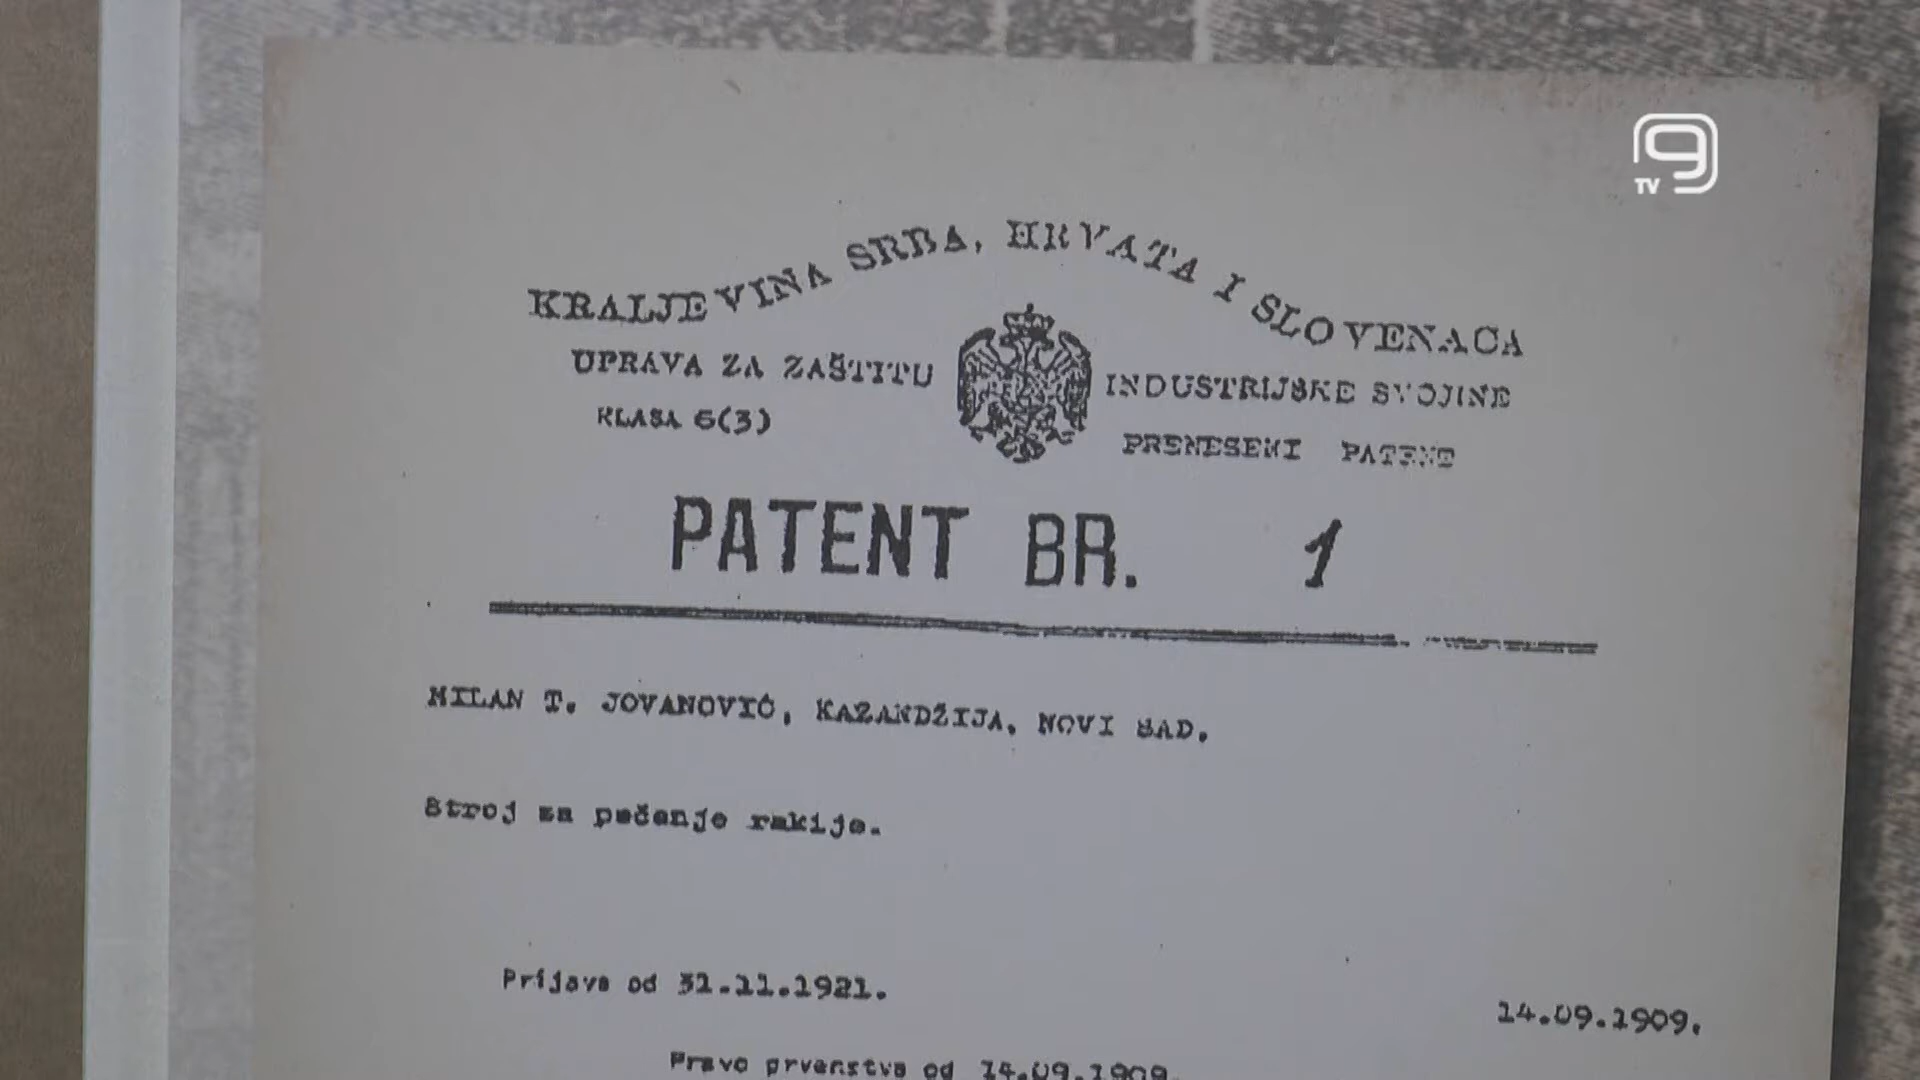 TV 9
KRALJEVINA SRBA, HRVATA I SLOVENACA
UPRAVA ZA ZAŠTITU INDUSTRIJSKE SVOJINE
KLASA 6(3) PRENESENI PATENT
PATENT BR. 1
MILAN T. JOVANOVIĆ, KAZANDŽIJA, NOVI SAD.
Stroj za pečenje rakije.
Prijava od 31.11.1921. 14.09.1909.
Pravo prvenstva od 14.09.1909.